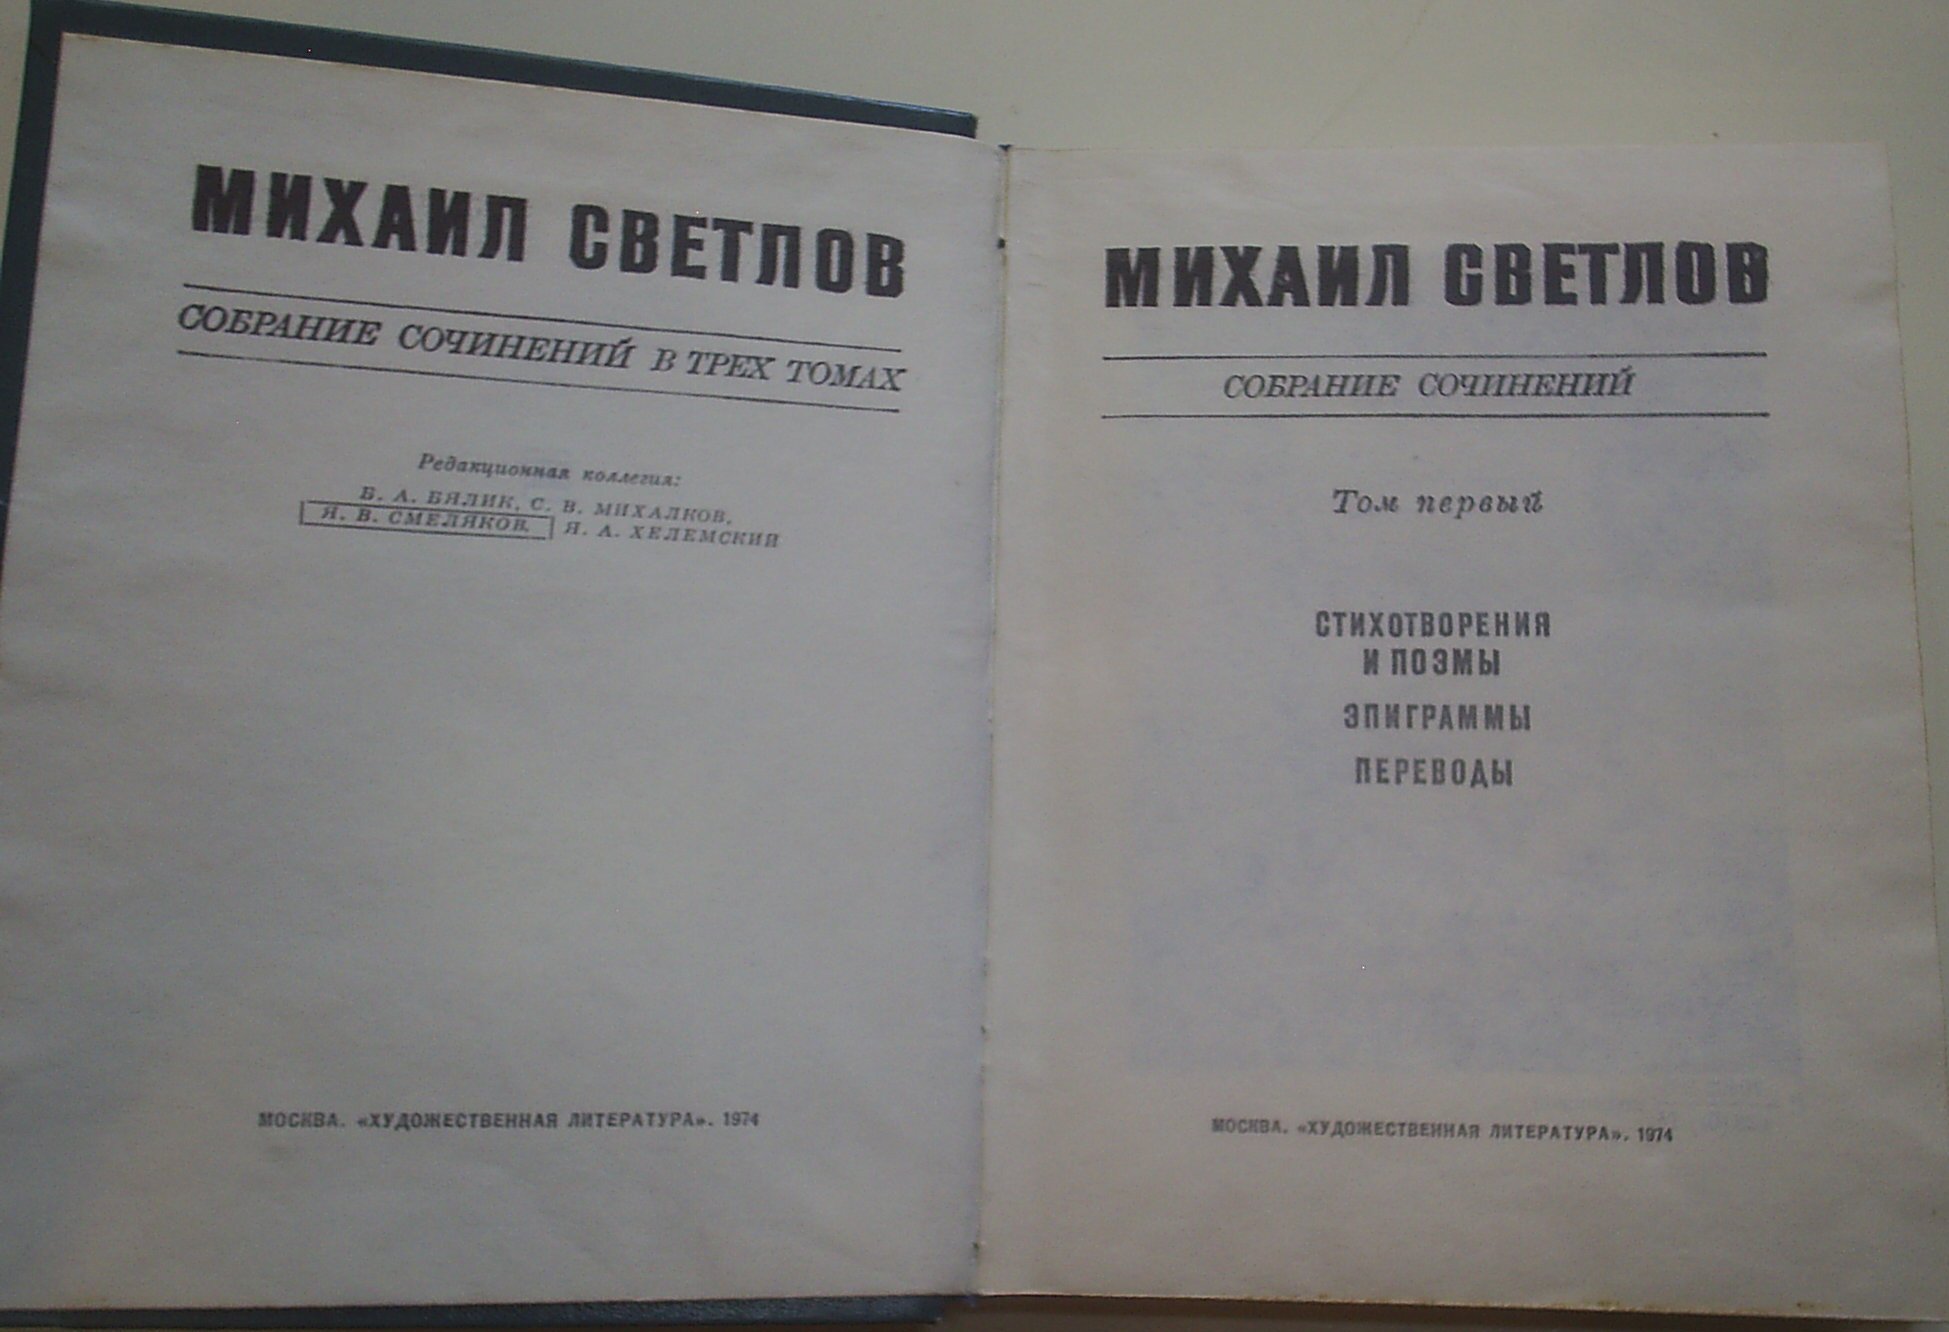 МИХАИЛ СВЕТЛОВ
СОБРАНИЕ СОЧИНЕНИЙ В ТРЕХ ТОМАХ
Редакционная коллегия:
Б. А. БЯЛИК, С. В. МИХАЛКОВ,
Я. В. СМЕЛЯКОВ, Я. А. ХЕЛЕМСКИЙ
МОСКВА. «ХУДОЖЕСТВЕННАЯ ЛИТЕРАТУРА». 1974
МИХАИЛ СВЕТЛОВ
СОБРАНИЕ СОЧИНЕНИЙ
Том первый
СТИХОТВОРЕНИЯ
И ПОЭМЫ
ЭПИГРАММЫ
ПЕРЕВОДЫ
МОСКВА. «ХУДОЖЕСТВЕННАЯ ЛИТЕРАТУРА». 1974